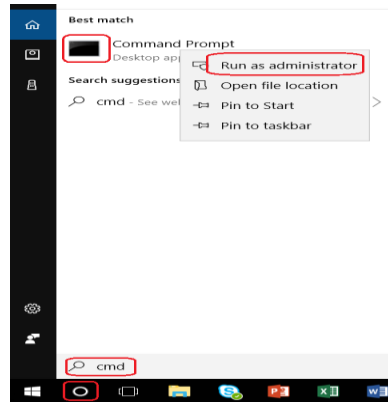 Best match
Command Prompt
Desktop ap
Run as administrator
Search suggestions
Open file location
cmd - See we
Pin to Start
Pin to taskbar
cmd